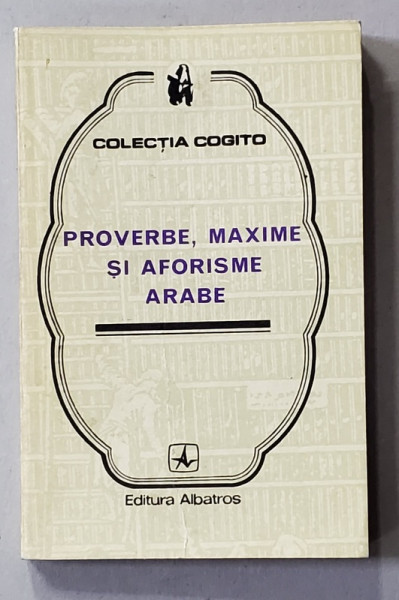 COLECȚIA COGITO
PROVERBE, MAXIME
ȘI AFORISME
ARABE
Editura Albatros